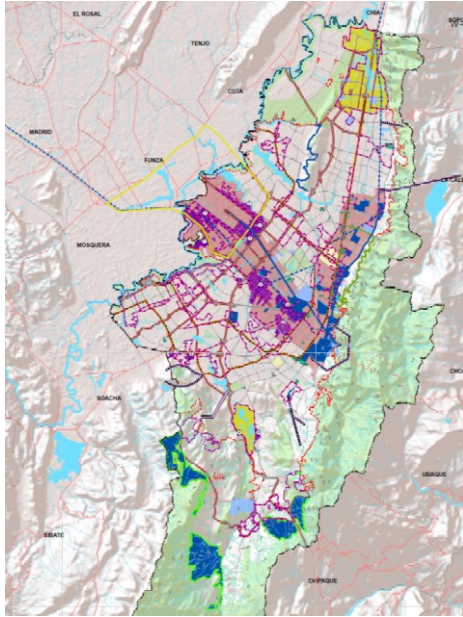 EL ROSAL
CHIA
TENJO
COTA
MADRID
FUNZA
MOSQUERA
SOACHA
UBAQUE
SIBATE
CHIPAQUE